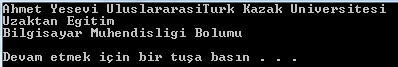 Ahmet Yesevi UluslararasiTurk Kazak Universitesi
Uzaktan Egitim
Bilgisayar Muhendisligi Bolumu
Devam etmek için bir tuşa basın . . .